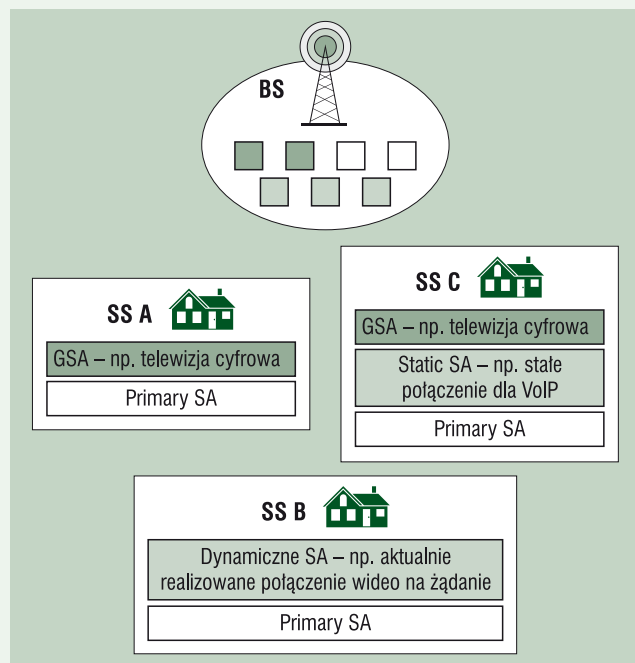 BS
SS A
GSA – np. telewizja cyfrowa
Primary SA
SS C
GSA – np. telewizja cyfrowa
Static SA – np. stałe
połączenie dla VoIP
Primary SA
SS B
Dynamiczne SA – np. aktualnie
realizowane połączenie wideo na żądanie
Primary SA